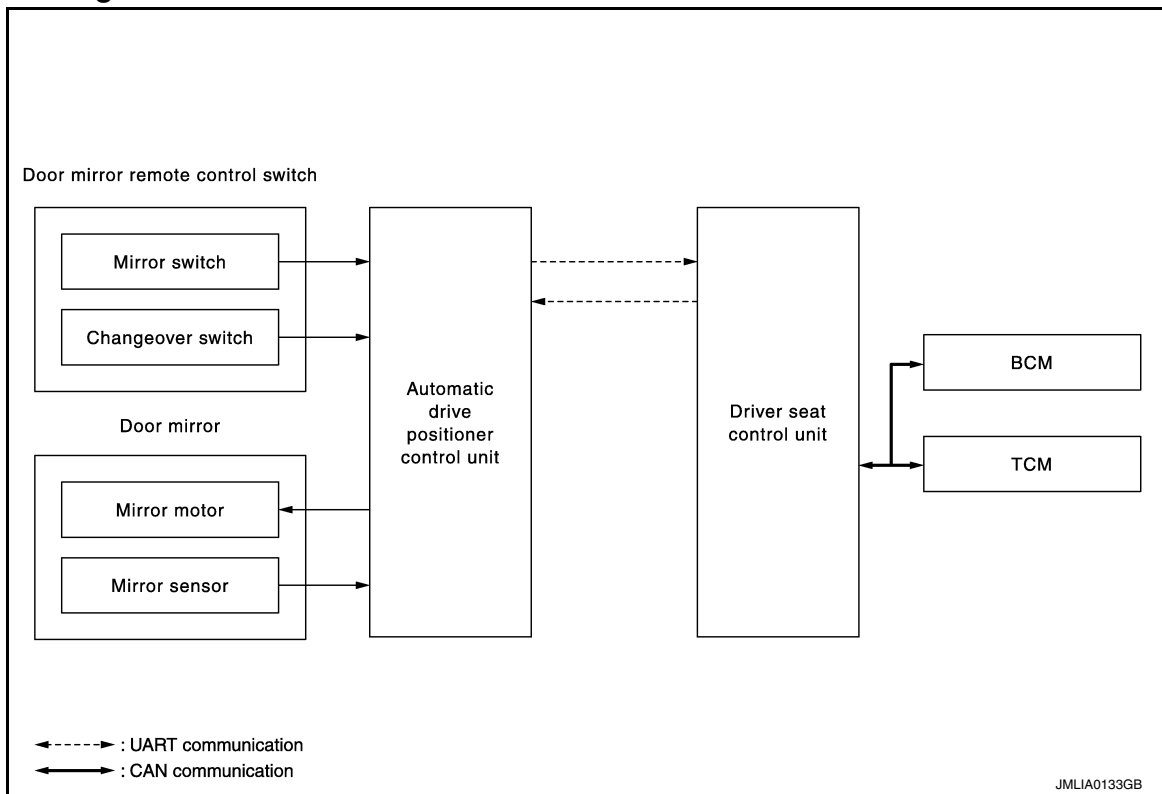 Door mirror remote control switch
Mirror switch
Changeover switch
Door mirror
Mirror motor
Mirror sensor
Automatic
drive
positioner
control unit
Driver seat
control unit
BCM
TCM
: UART communication
: CAN communication
JMLIA0133GB